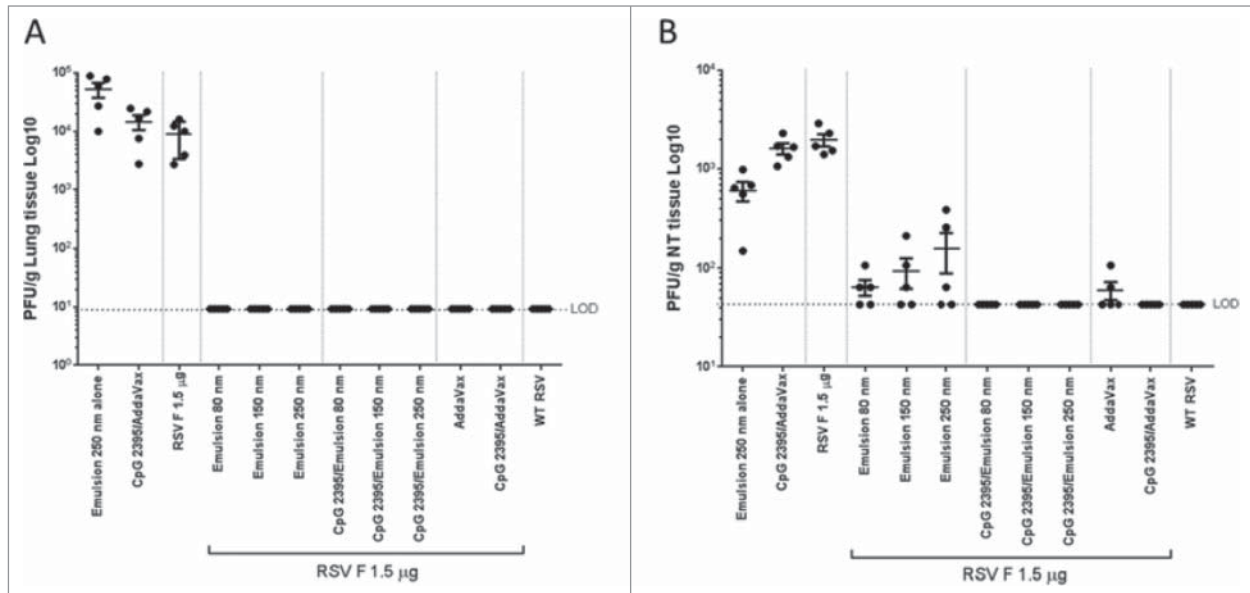 A
PFU/g Lung tissue Log10
10⁵
10⁴
10³
10²
10¹
10⁰
LOD
Emulsion 250 nm alone
CpG 2395/AddaVax
RSV F 1.5 µg
Emulsion 80 nm
Emulsion 150 nm
Emulsion 250 nm
CpG 2395/Emulsion 80 nm
CpG 2395/Emulsion 150 nm
CpG 2395/Emulsion 250 nm
AddaVax
CpG 2395/AddaVax
WT RSV
RSV F 1.5 µg
B
PFU/g NT tissue Log10
10⁴
10³
10²
10¹
LOD
Emulsion 250 nm alone
CpG 2395/AddaVax
RSV F 1.5 µg
Emulsion 80 nm
Emulsion 150 nm
Emulsion 250 nm
CpG 2395/Emulsion 80 nm
CpG 2395/Emulsion 150 nm
CpG 2395/Emulsion 250 nm
AddaVax
CpG 2395/AddaVax
WT RSV
RSV F 1.5 µg